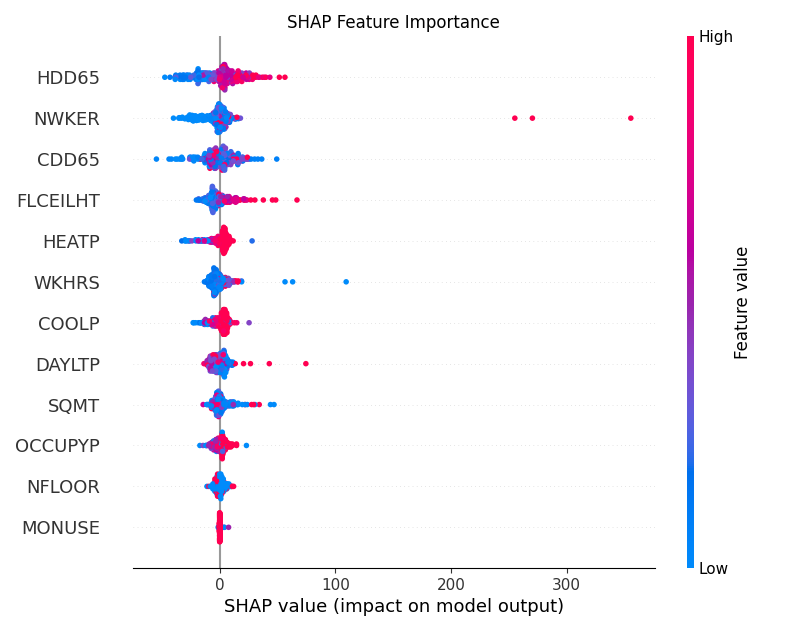 SHAP Feature Importance
High
HDD65
NWKER
CDD65
FLCEILHT
HEATP
WKHRS
COOLP
DAYLTP
SQMT
OCCUPYP
NFLOOR
MONUSE
Feature value
Low
0 100 200 300
SHAP value (impact on model output)